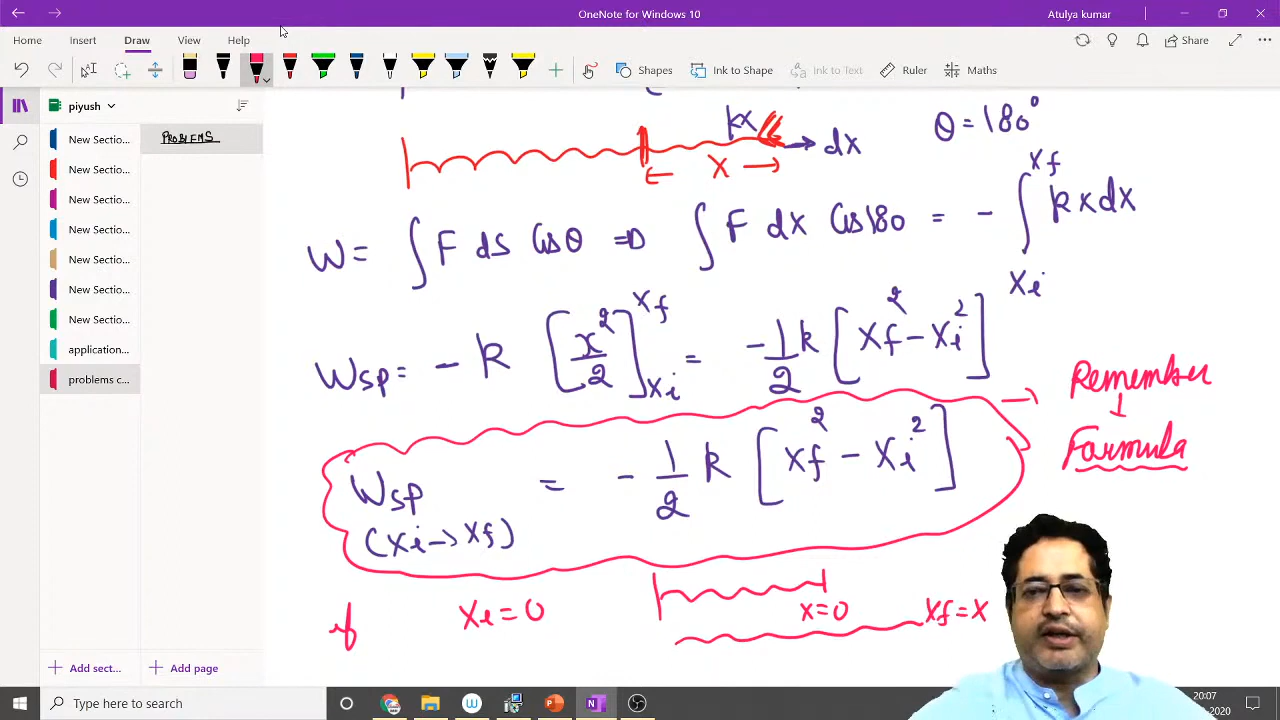 OneNote for Windows 10
Atulya kumar
Home Insert Draw View Help
Shapes Ink to Shape Ink to Text Ruler Maths
piyush
PROBLEMS
New Sectio...
New Sectio...
New Sectio...
New Sectio...
New Sectio...
New Sectio...
New Sectio...
application...
problems c...
kx dx θ = 180°
x
W = ∫ F ds Cosθ => ∫ F dx Cos180 = - ∫ xi xf kx dx
Wsp = - k [x²/2] xi xf = -1/2 k [xf² - xi²]
Remember
Formula
Wsp = - 1/2 k [xf² - xi²]
(xi → xf)
if xi = 0 x=0 xf=x
Add sect...
Add page
Type here to search
20:07
2020